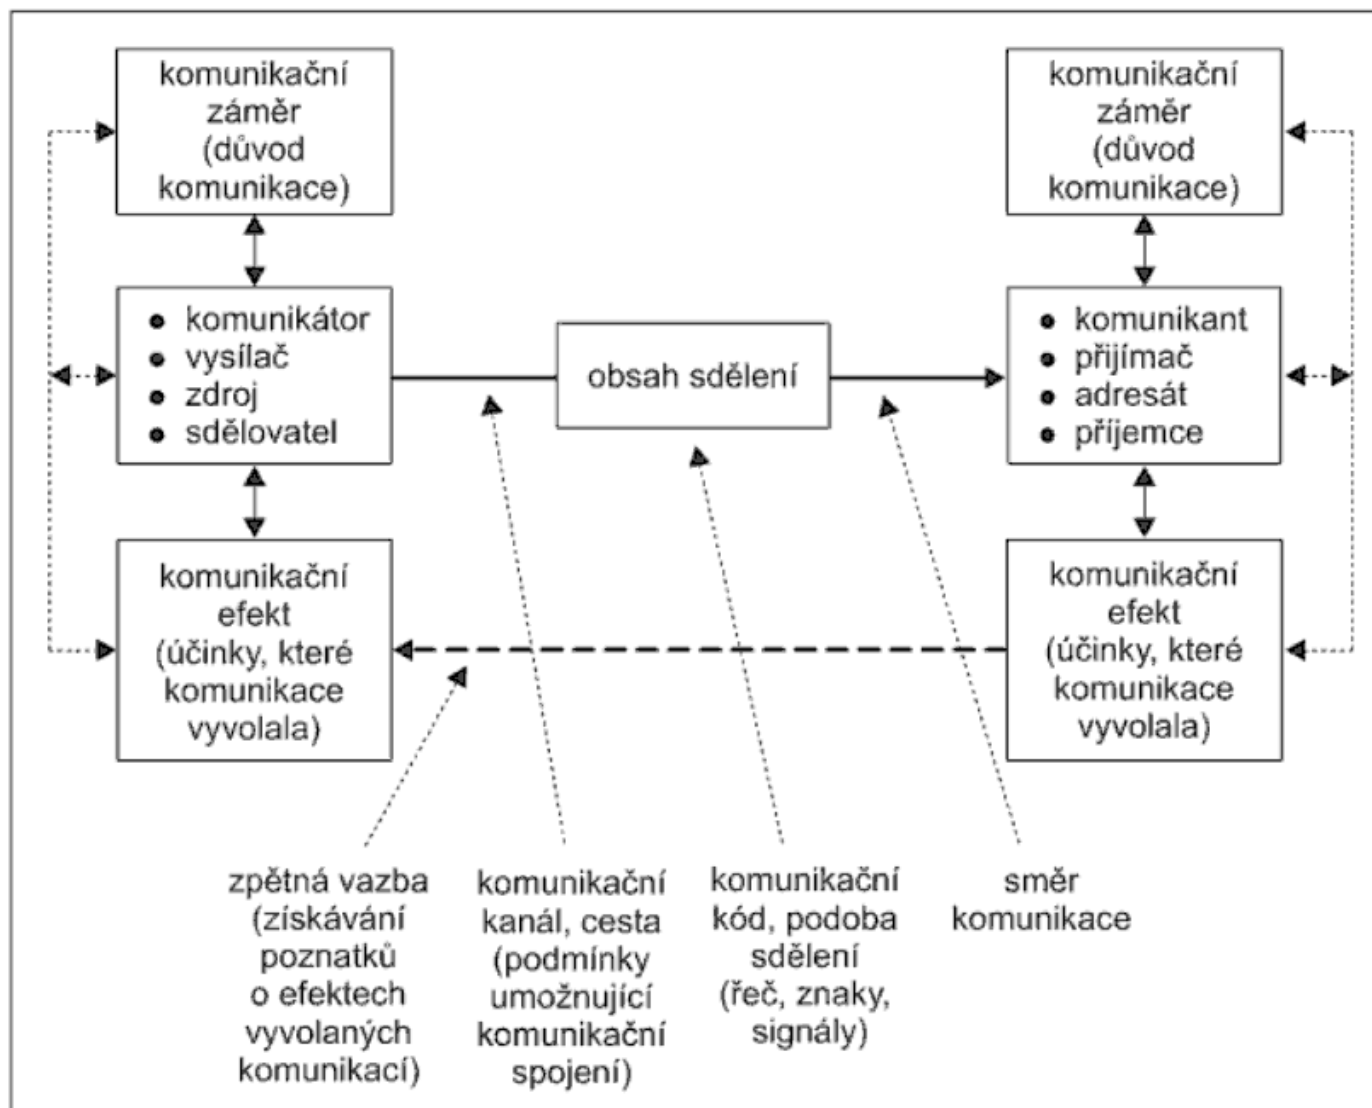 komunikační
záměr
(důvod
komunikace)
komunikační
záměr
(důvod
komunikace)
• komunikátor
• vysílač
• zdroj
• sdělovatel
obsah sdělení
• komunikant
• přijímač
• adresát
• příjemce
komunikační
efekt
(účinky, které
komunikace
vyvolala)
komunikační
efekt
(účinky, které
komunikace
vyvolala)
zpětná vazba
(získávání
poznatků
o efektech
vyvolaných
komunikací)
komunikační
kanál, cesta
(podmínky
umožnující
komunikační
spojení)
komunikační
kód, podoba
sdělení
(řeč, znaky,
signály)
směr
komunikace